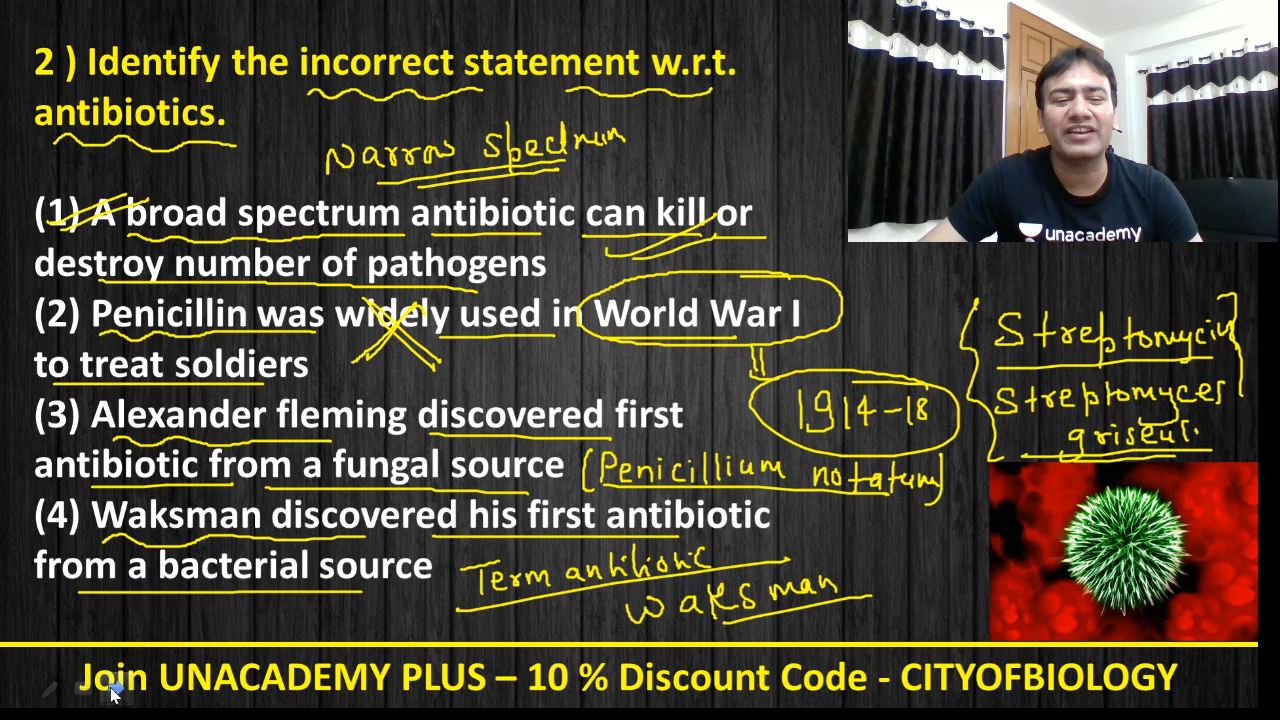 2 ) Identify the incorrect statement w.r.t.
antibiotics.
Narrow Spectrum
(1) A broad spectrum antibiotic can kill or
destroy number of pathogens
(2) Penicillin was widely used in World War I
to treat soldiers
(3) Alexander fleming discovered first
antibiotic from a fungal source (Penicillium notatum)
(4) Waksman discovered his first antibiotic
from a bacterial source
Term antibiotic
Waksman
1914-18
Streptomycin
Streptomyces
griseus.
unacademy
Join UNACADEMY PLUS – 10 % Discount Code - CITYOFBIOLOGY